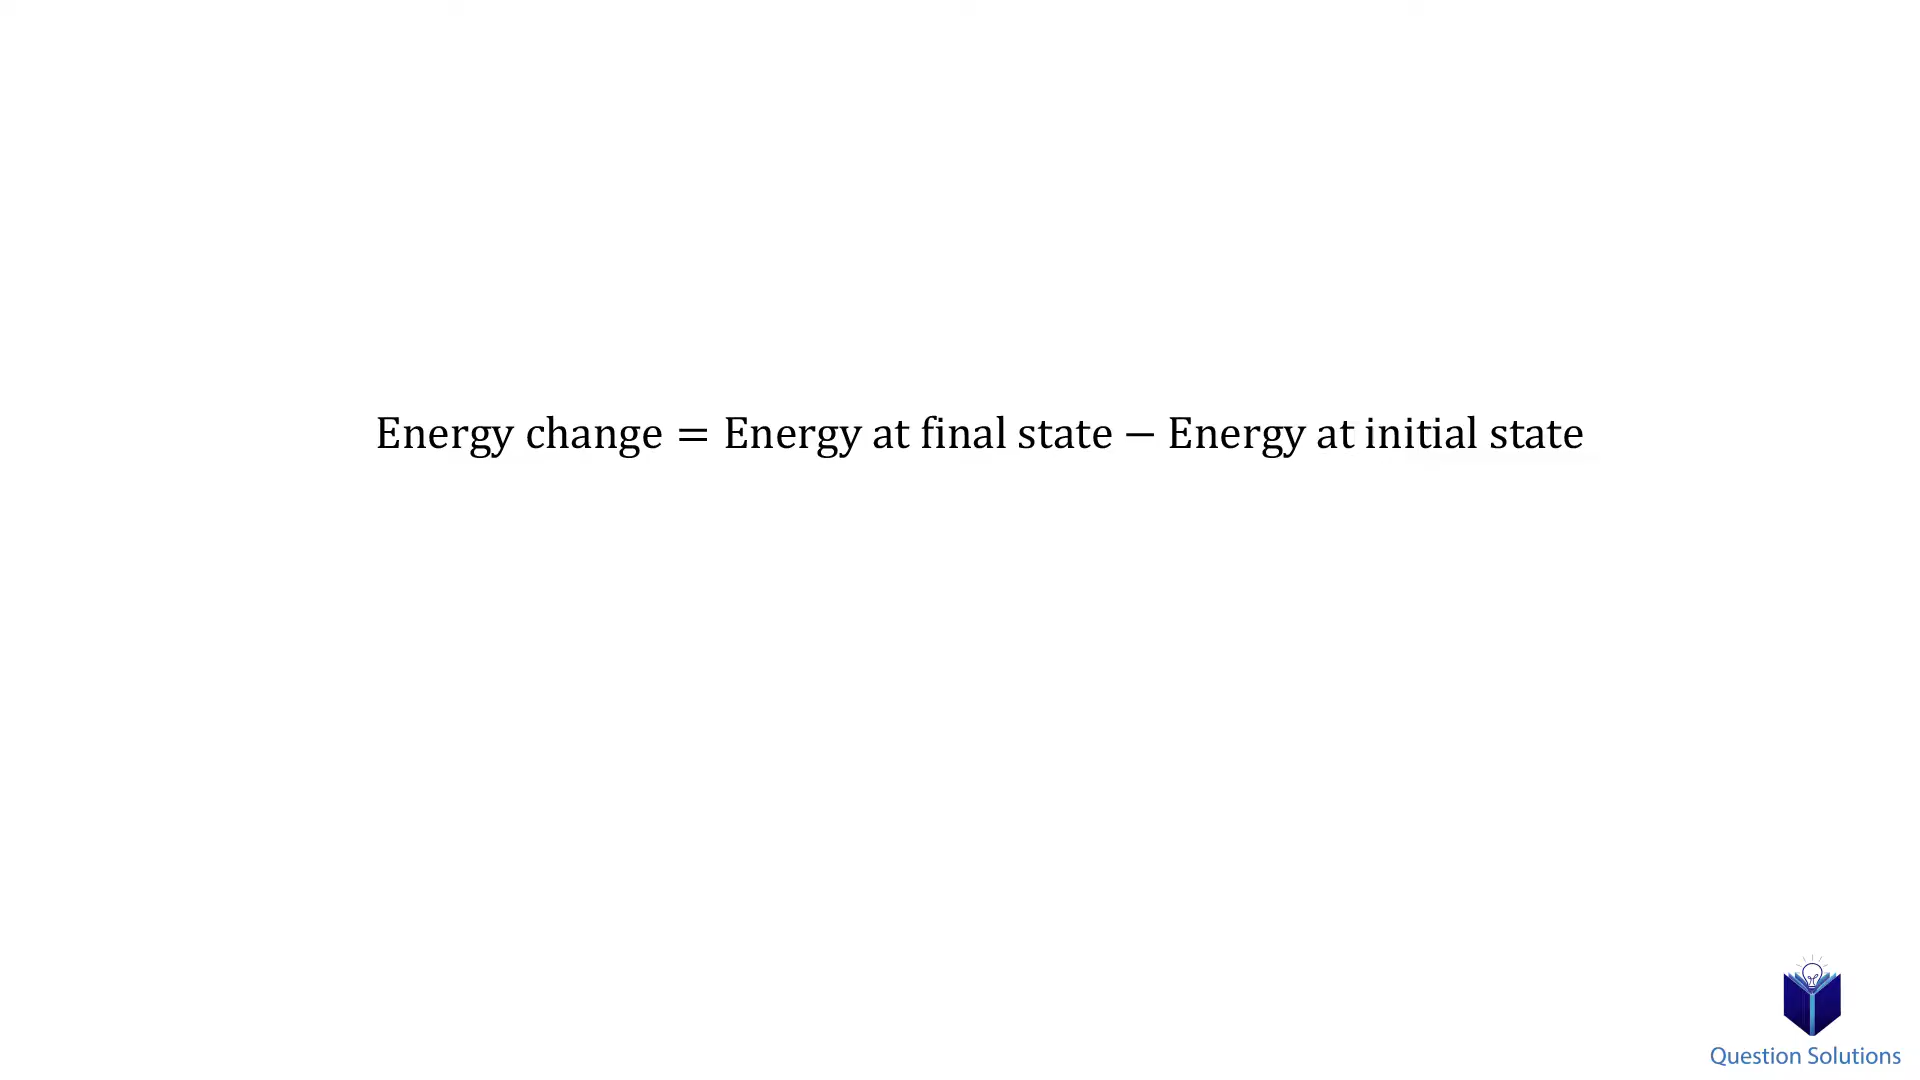 Energy change = Energy at final state − Energy at initial state
Question Solutions